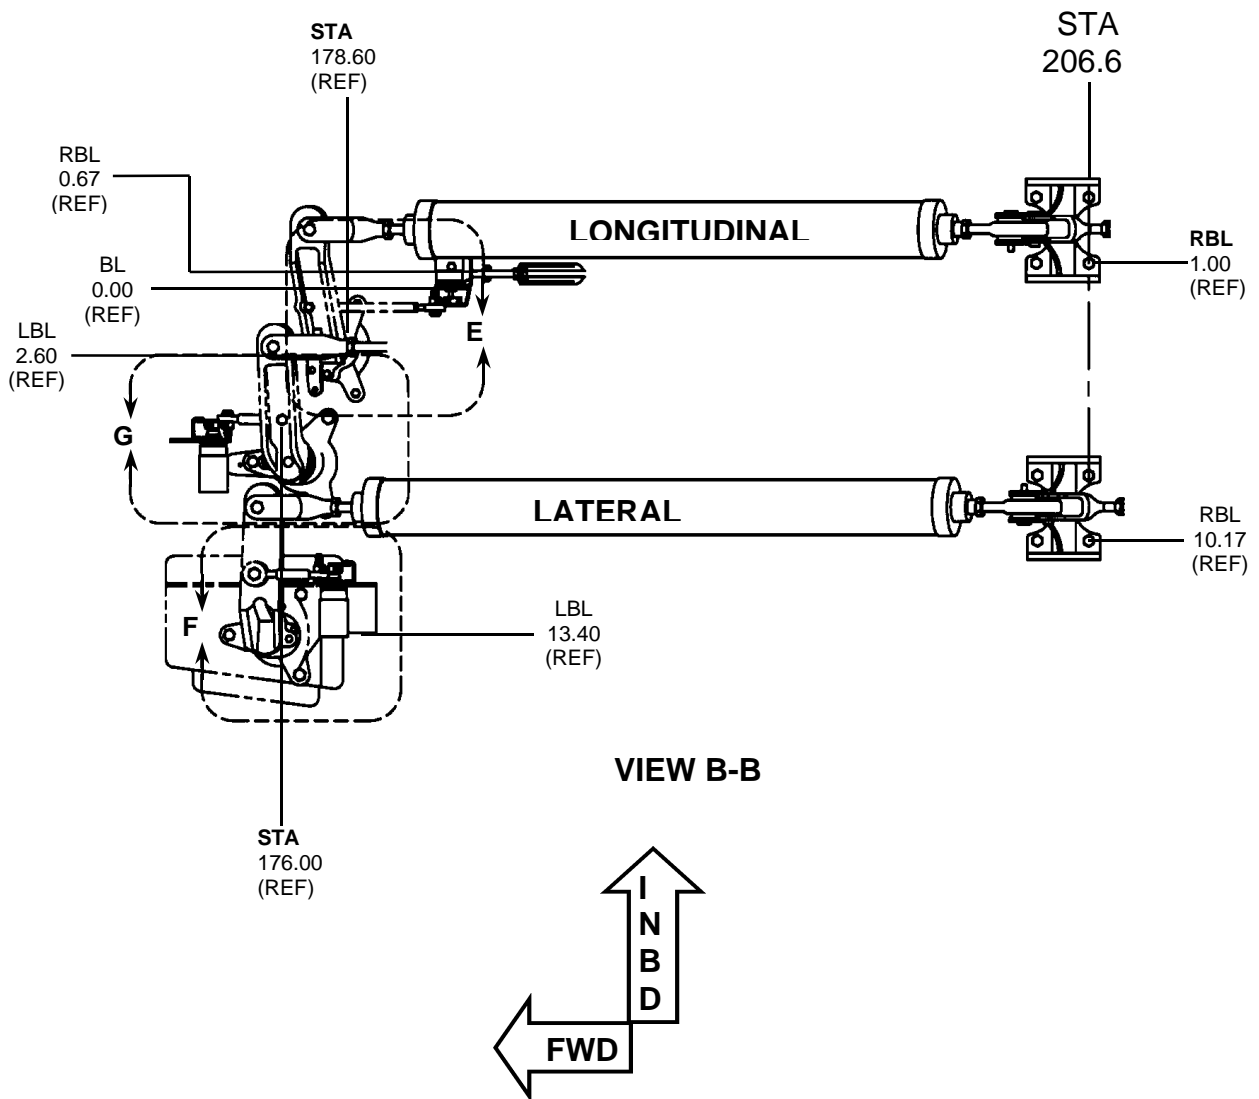 STA
178.60
(REF)
STA
206.6
RBL
0.67
(REF)
LONGITUDINAL
RBL
1.00
(REF)
BL
0.00
(REF)
E
LBL
2.60
(REF)
G
LATERAL
RBL
10.17
(REF)
F
LBL
13.40
(REF)
VIEW B-B
STA
176.00
(REF)
I
N
B
D
FWD